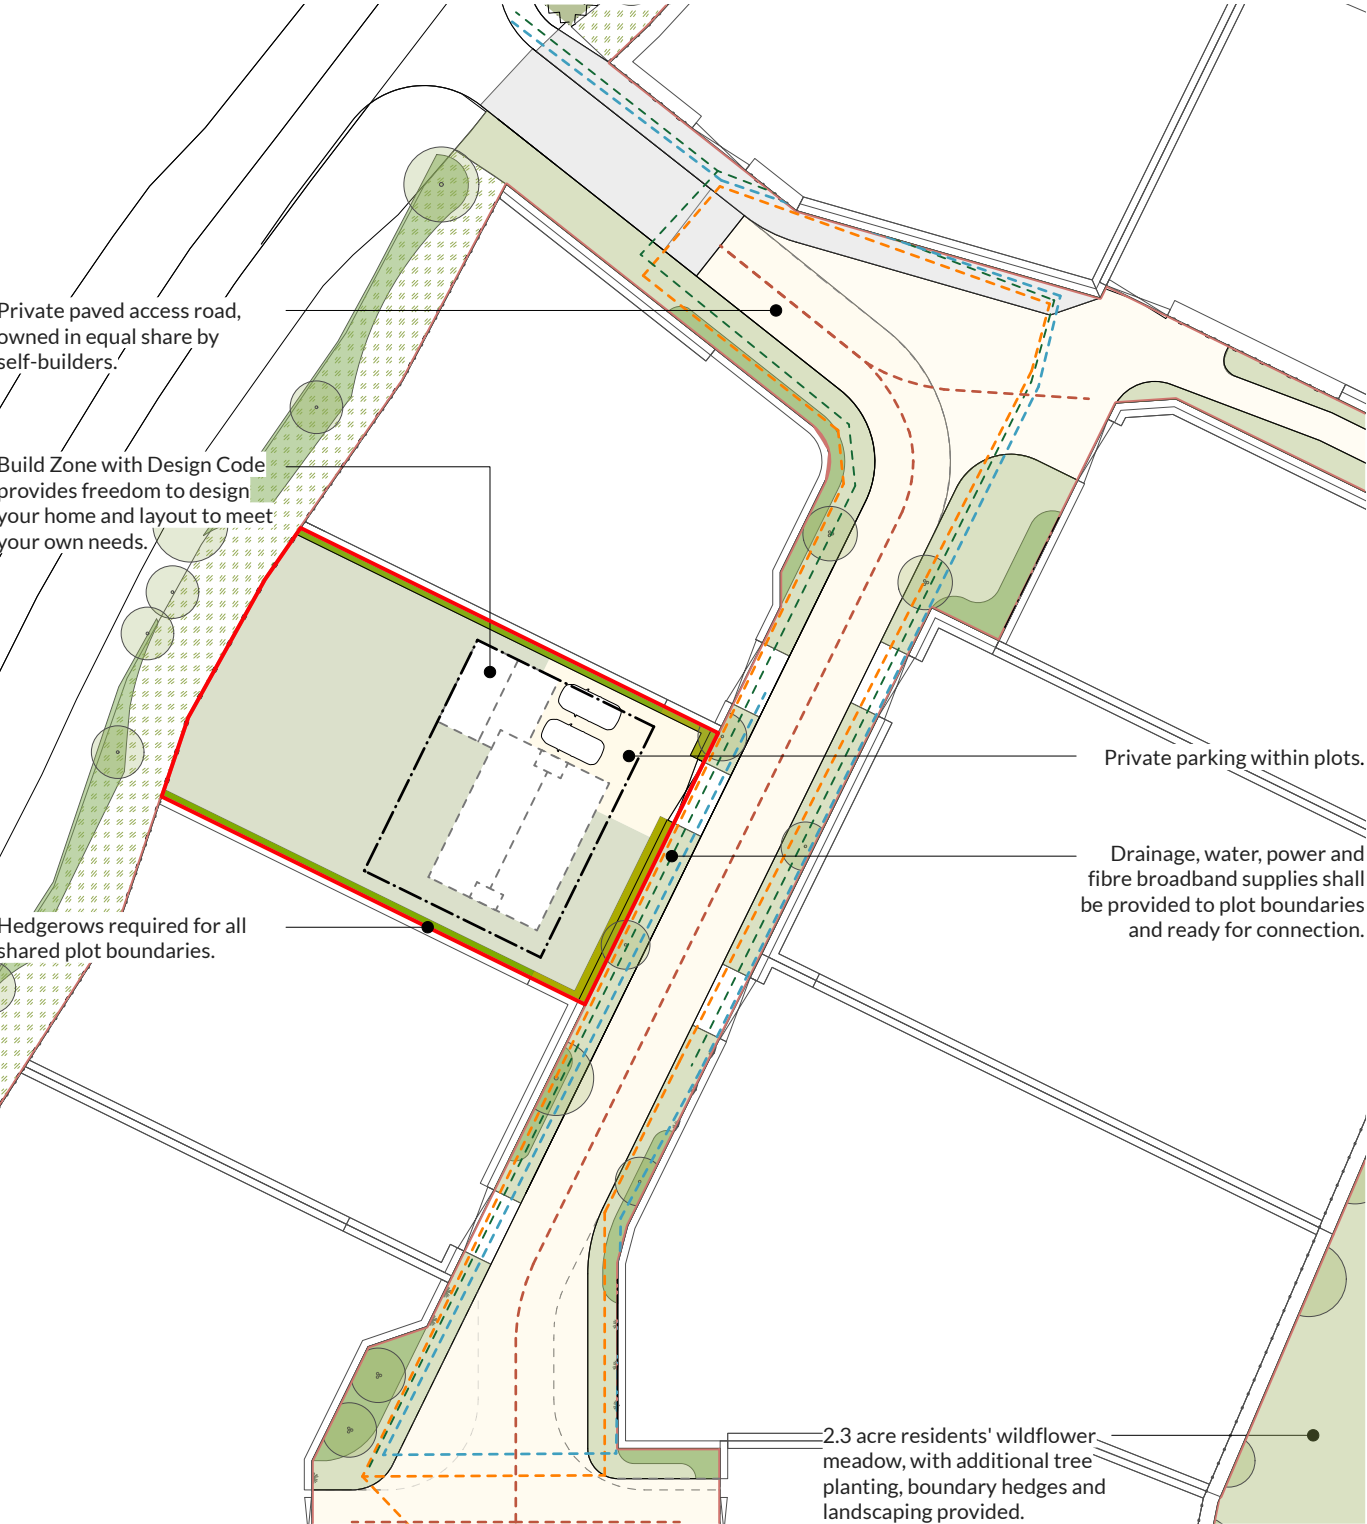 Private paved access road,
owned in equal share by
self-builders.
Build Zone with Design Code
provides freedom to design
your home and layout to meet
your own needs.
Private parking within plots.
Drainage, water, power and
fibre broadband supplies shall
be provided to plot boundaries
and ready for connection.
Hedgerows required for all
shared plot boundaries.
2.3 acre residents' wildflower
meadow, with additional tree
planting, boundary hedges and
landscaping provided.